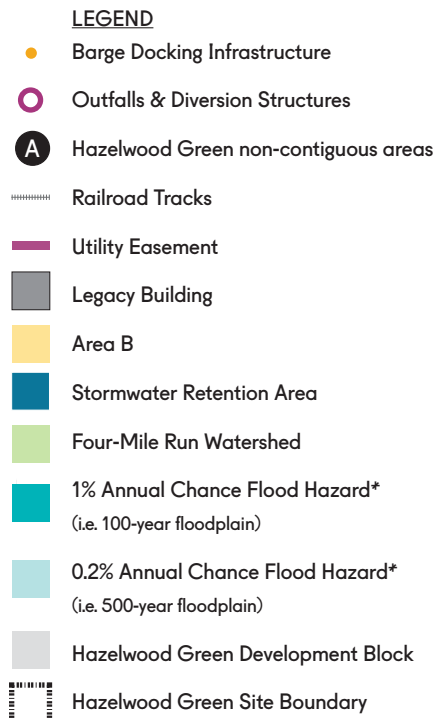 LEGEND
Barge Docking Infrastructure
Outfalls & Diversion Structures
A Hazelwood Green non-contiguous areas
Railroad Tracks
Utility Easement
Legacy Building
Area B
Stormwater Retention Area
Four-Mile Run Watershed
1% Annual Chance Flood Hazard*
(i.e. 100-year floodplain)
0.2% Annual Chance Flood Hazard*
(i.e. 500-year floodplain)
Hazelwood Green Development Block
Hazelwood Green Site Boundary